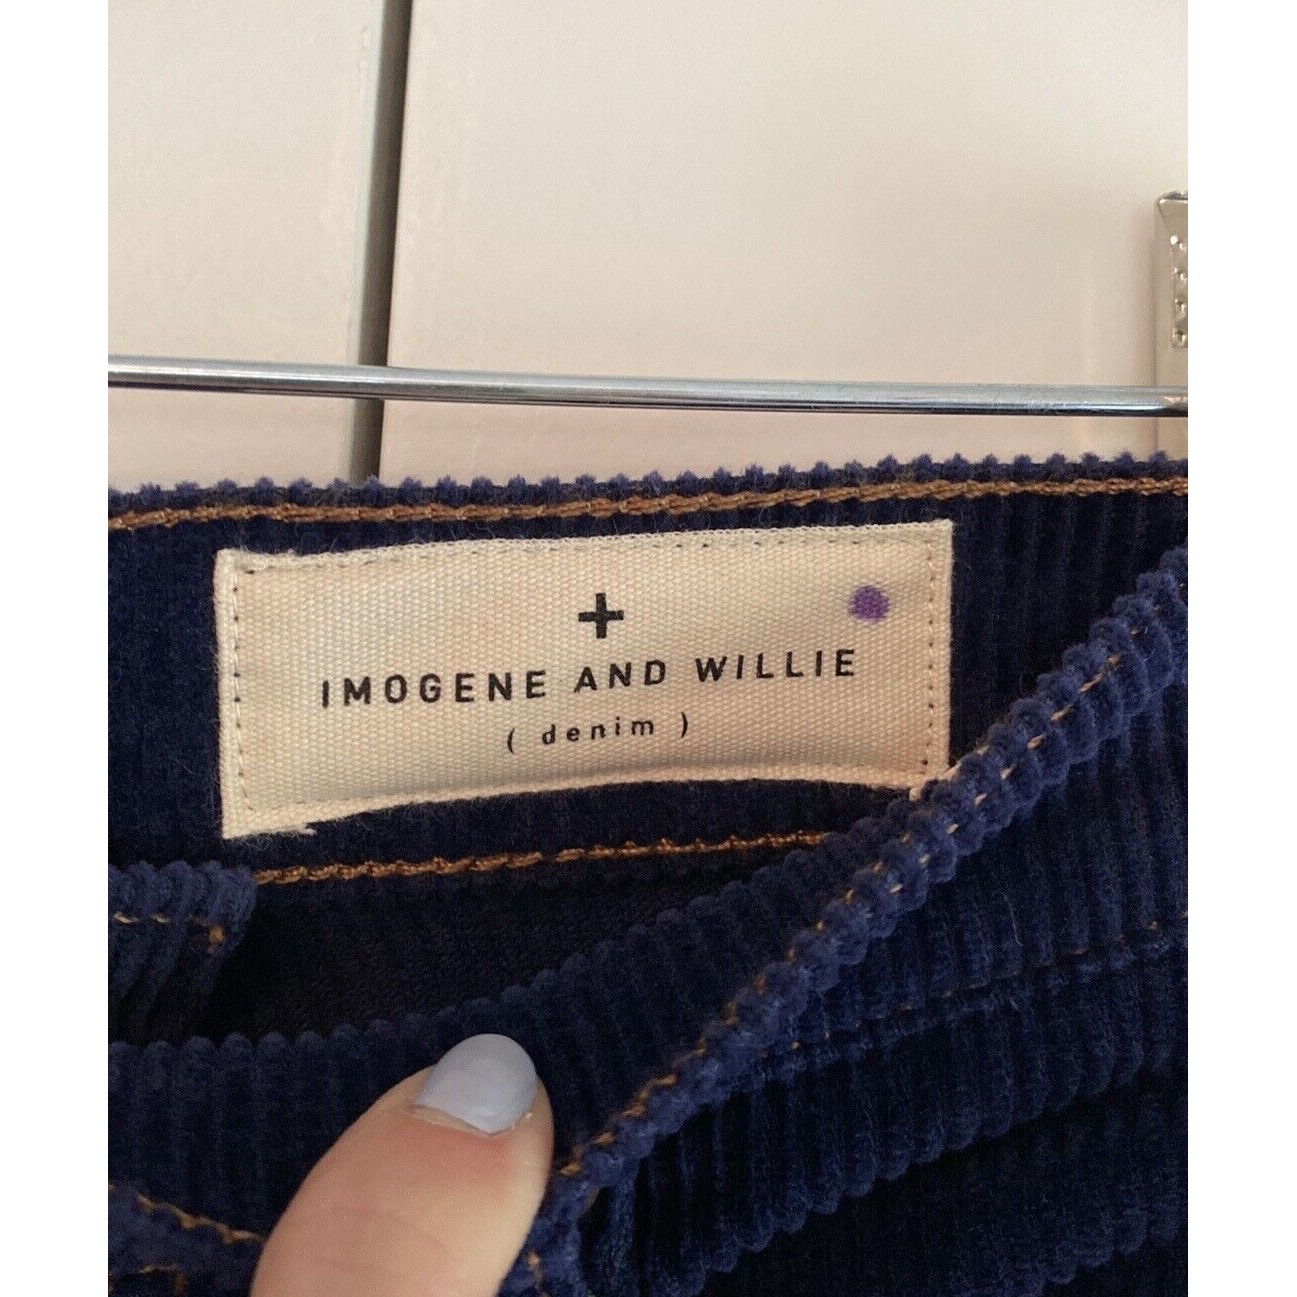 +
IMOGENE AND WILLIE
( denim )